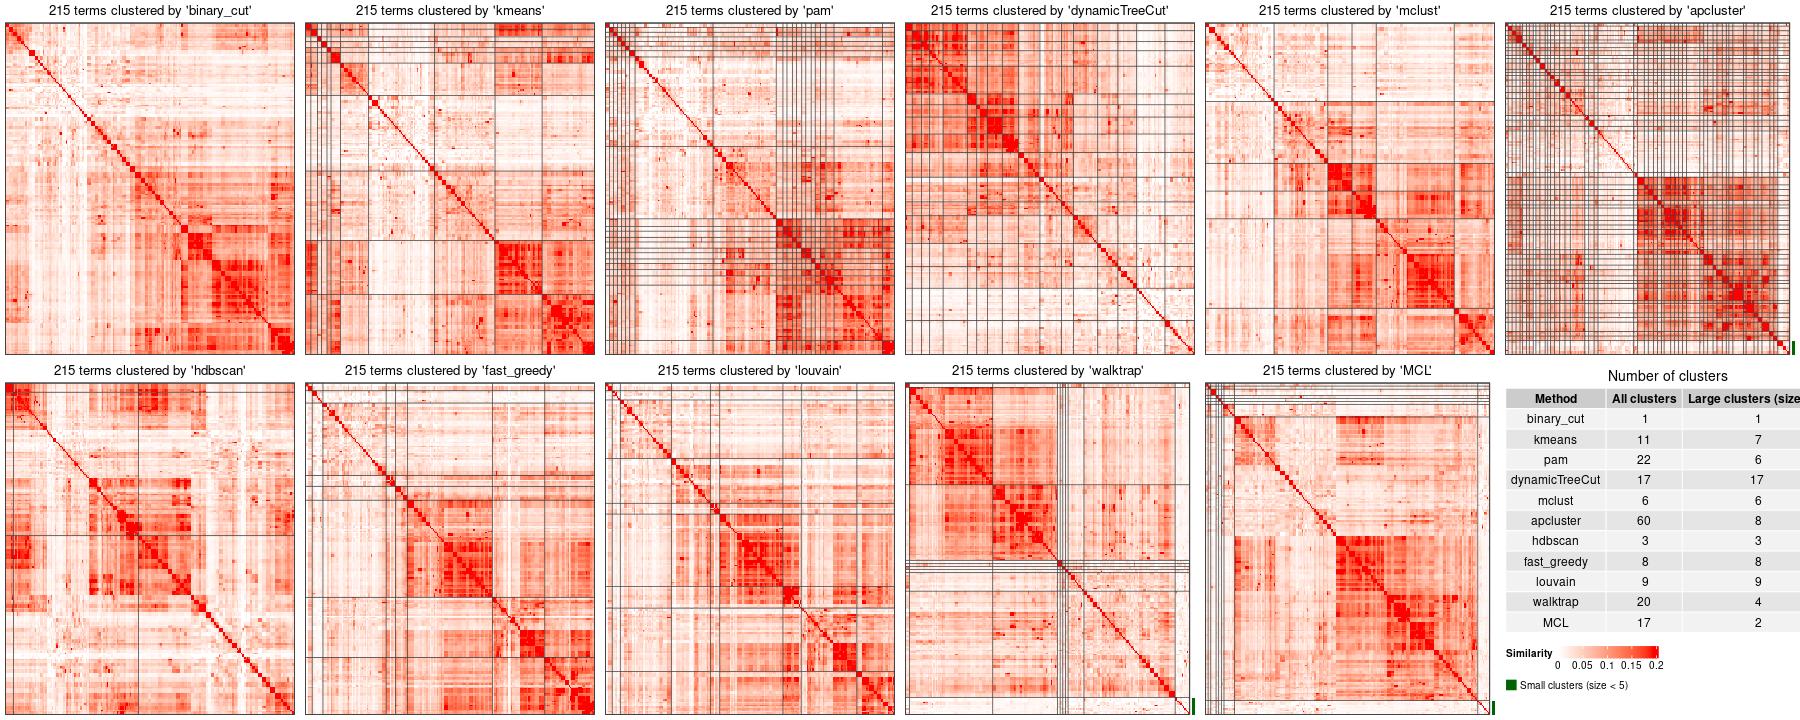 215 terms clustered by 'binary_cut'
215 terms clustered by 'kmeans'
215 terms clustered by 'pam'
215 terms clustered by 'dynamicTreeCut'
215 terms clustered by 'mclust'
215 terms clustered by 'apcluster'
215 terms clustered by 'hdbscan'
215 terms clustered by 'fast_greedy'
215 terms clustered by 'louvain'
215 terms clustered by 'walktrap'
215 terms clustered by 'MCL'
Number of clusters
Method All clusters Large clusters (size
binary_cut 1 1
kmeans 11 7
pam 22 6
dynamicTreeCut 17 17
mclust 6 6
apcluster 60 8
hdbscan 3 3
fast_greedy 8 8
louvain 9 9
walktrap 20 4
MCL 17 2
Similarity
0 0.05 0.1 0.15 0.2
Small clusters (size < 5)